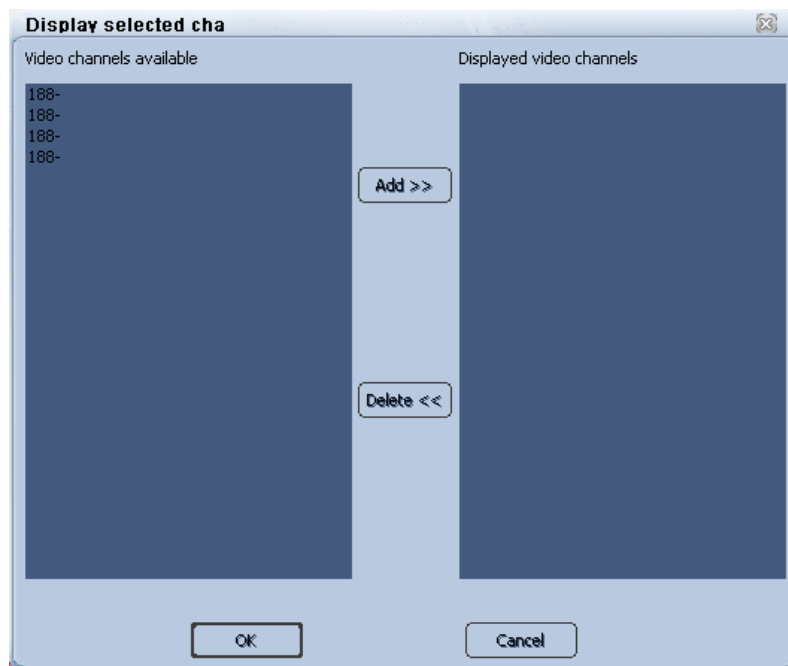 Display selected cha
Video channels available
Displayed video channels
188-
188-
188-
188-
Add >>
Delete <<
OK
Cancel